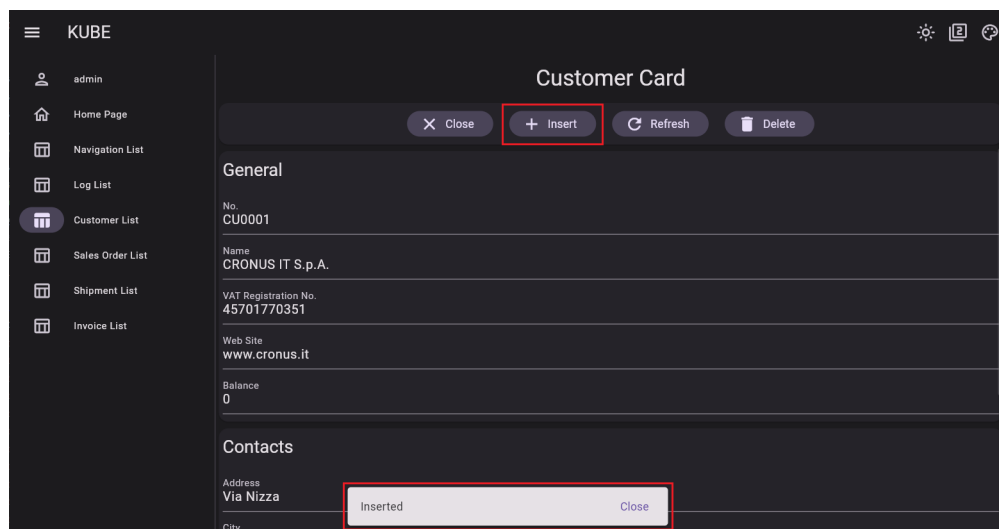 KUBE
admin
Home Page
Navigation List
Log List
Customer List
Sales Order List
Shipment List
Invoice List
Customer Card
Close
Insert
Refresh
Delete
General
No.
CU0001
Name
CRONUS IT S.p.A.
VAT Registration No.
45701770351
Web Site
www.cronus.it
Balance
0
Contacts
Address
Via Nizza
City
Inserted Close